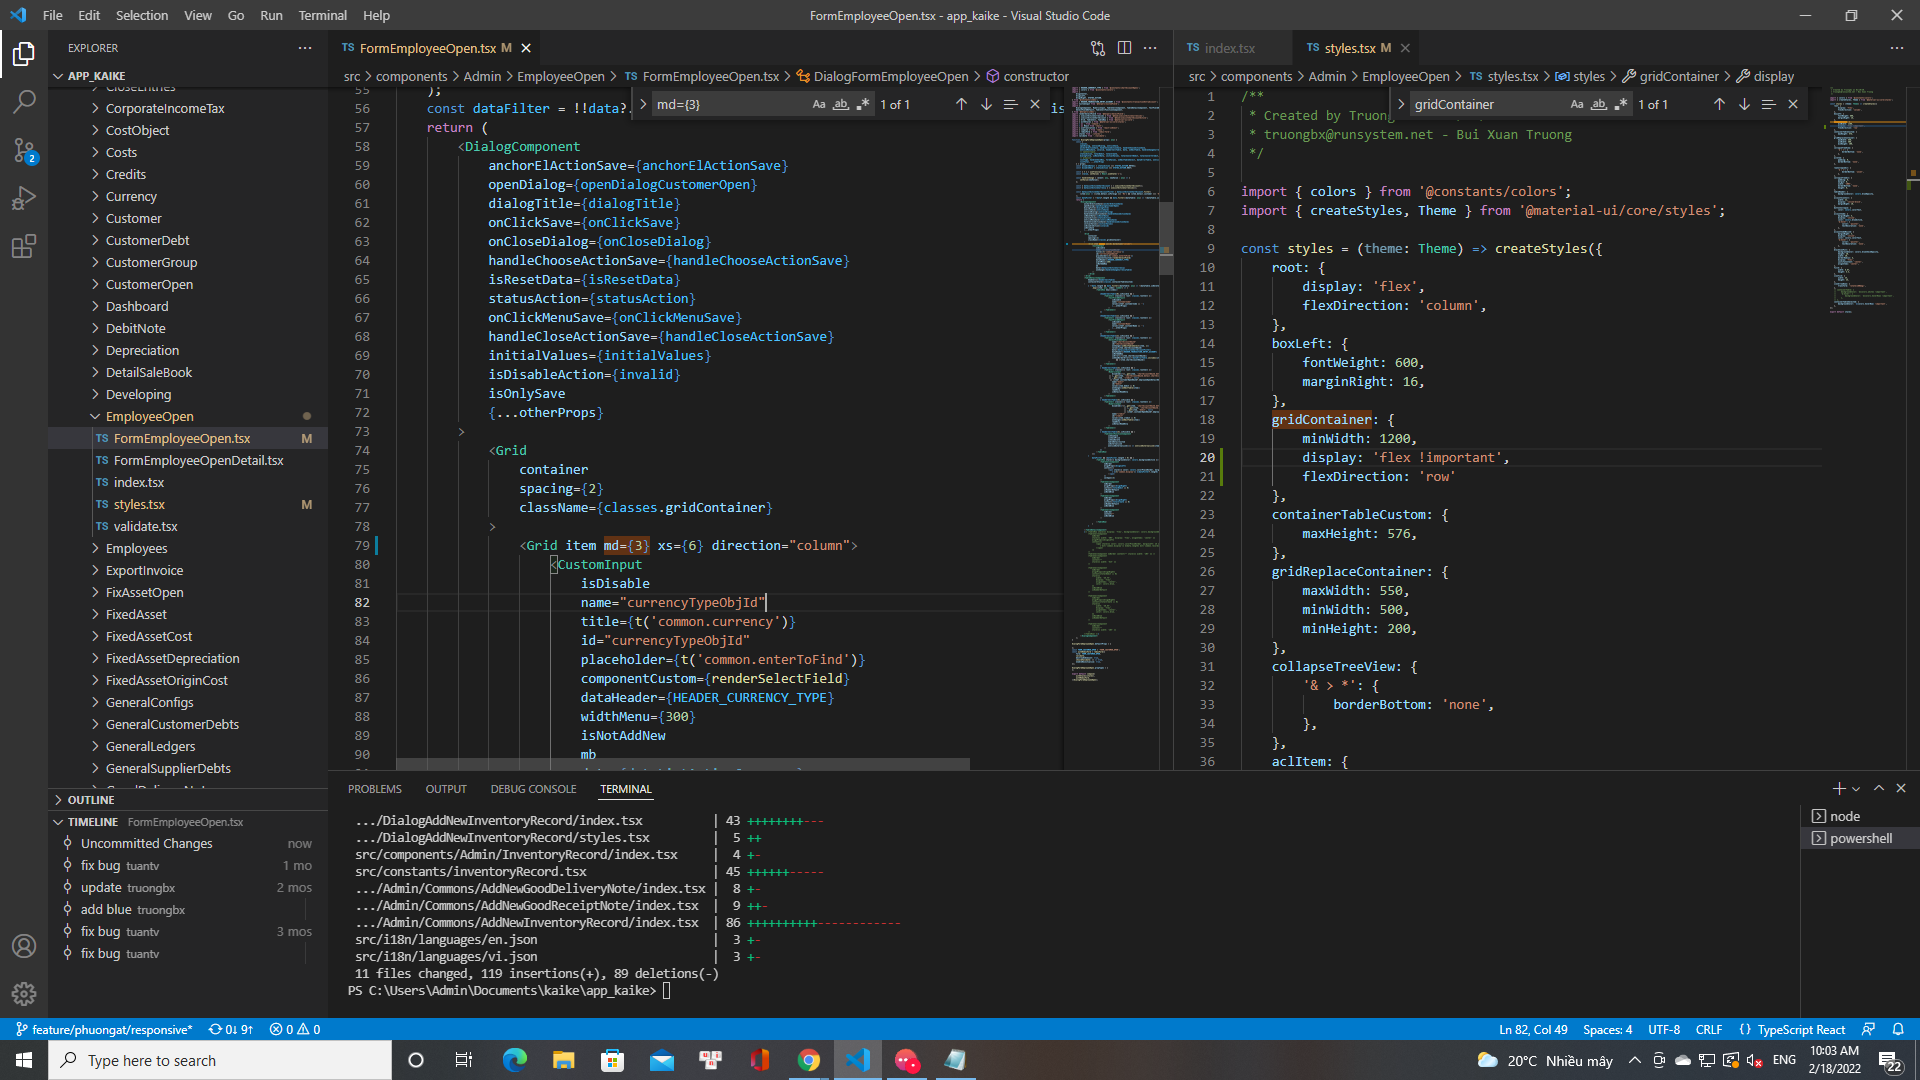 File Edit Selection View Go Run Terminal Help
FormEmployeeOpen.tsx - app_kaike - Visual Studio Code
EXPLORER
APP_KAIKE
CloseEntries
CorporateIncomeTax
CostObject
Costs
Credits
Currency
Customer
CustomerDebt
CustomerGroup
CustomerOpen
Dashboard
DebitNote
Depreciation
DetailSaleBook
Developing
EmployeeOpen
TS FormEmployeeOpen.tsx M
TS FormEmployeeOpenDetail.tsx
TS index.tsx
TS styles.tsx M
TS validate.tsx
Employees
ExportInvoice
FixAssetOpen
FixedAsset
FixedAssetCost
FixedAssetDepreciation
FixedAssetOriginCost
GeneralConfigs
GeneralCustomerDebts
GeneralLedgers
GeneralSupplierDebts
OUTLINE
TIMELINE FormEmployeeOpen.tsx
Uncommitted Changes now
fix bug tuantv 1 mo
update truongbx 2 mos
add blue truongbx
fix bug tuantv 3 mos
fix bug tuantv
2
TS FormEmployeeOpen.tsx M
src > components > Admin > EmployeeOpen > TS FormEmployeeOpen.tsx > DialogFormEmployeeOpen > constructor
md={3} Aa ab 1 of 1
55 );
56 const dataFilter = !!data?. is
57 return (
58 <DialogComponent
59 anchorElActionSave={anchorElActionSave}
60 openDialog={openDialogCustomerOpen}
61 dialogTitle={dialogTitle}
62 onClickSave={onClickSave}
63 onCloseDialog={onCloseDialog}
64 handleChooseActionSave={handleChooseActionSave}
65 isResetData={isResetData}
66 statusAction={statusAction}
67 onClickMenuSave={onClickMenuSave}
68 handleCloseActionSave={handleCloseActionSave}
69 initialValues={initialValues}
70 isDisableAction={invalid}
71 isOnlySave
72 {...otherProps}
73 >
74 <Grid
75 container
76 spacing={2}
77 className={classes.gridContainer}
78 >
79 <Grid item md={3} xs={6} direction="column">
80 <CustomInput
81 isDisable
82 name="currencyTypeObjId"
83 title={t('common.currency')}
84 id="currencyTypeObjId"
85 placeholder={t('common.enterToFind')}
86 componentCustom={renderSelectField}
87 dataHeader={HEADER_CURRENCY_TYPE}
88 widthMenu={300}
89 isNotAddNew
90 mb
TS index.tsx TS styles.tsx M
src > components > Admin > EmployeeOpen > TS styles.tsx > styles > gridContainer > display
gridContainer Aa ab 1 of 1
1 /**
2 * Created by Truong
3 * truongbx@runsystem.net - Bui Xuan Truong
4 */
5
6 import { colors } from '@constants/colors';
7 import { createStyles, Theme } from '@material-ui/core/styles';
8
9 const styles = (theme: Theme) => createStyles({
10 root: {
11 display: 'flex',
12 flexDirection: 'column',
13 },
14 boxLeft: {
15 fontWeight: 600,
16 marginRight: 16,
17 },
18 gridContainer: {
19 minWidth: 1200,
20 display: 'flex !important',
21 flexDirection: 'row'
22 },
23 containerTableCustom: {
24 maxHeight: 576,
25 },
26 gridReplaceContainer: {
27 maxWidth: 550,
28 minWidth: 500,
29 minHeight: 200,
30 },
31 collapseTreeView: {
32 '& > *': {
33 borderBottom: 'none',
34 },
35 },
36 aclItem: {
PROBLEMS OUTPUT DEBUG CONSOLE TERMINAL
.../DialogAddNewInventoryRecord/index.tsx | 43 ++++++++---
.../DialogAddNewInventoryRecord/styles.tsx | 5 ++
src/components/Admin/InventoryRecord/index.tsx | 4 +-
src/constants/inventoryRecord.tsx | 45 ++++++-----
.../Admin/Commons/AddNewGoodDeliveryNote/index.tsx | 8 +-
.../Admin/Commons/AddNewGoodReceiptNote/index.tsx | 9 ++-
.../Admin/Commons/AddNewInventoryRecord/index.tsx | 86 ++++++++++------------
src/i18n/languages/en.json | 3 +-
src/i18n/languages/vi.json | 3 +-
11 files changed, 119 insertions(+), 89 deletions(-)
PS C:\Users\Admin\Documents\kaike\app_kaike>
node
powershell
feature/phuongat/responsive* 0↓ 9↑ 0 0
Ln 82, Col 49 Spaces: 4 UTF-8 CRLF {} TypeScript React
Type here to search
20°C Nhiều mây ENG 10:03 AM
2/18/2022
22